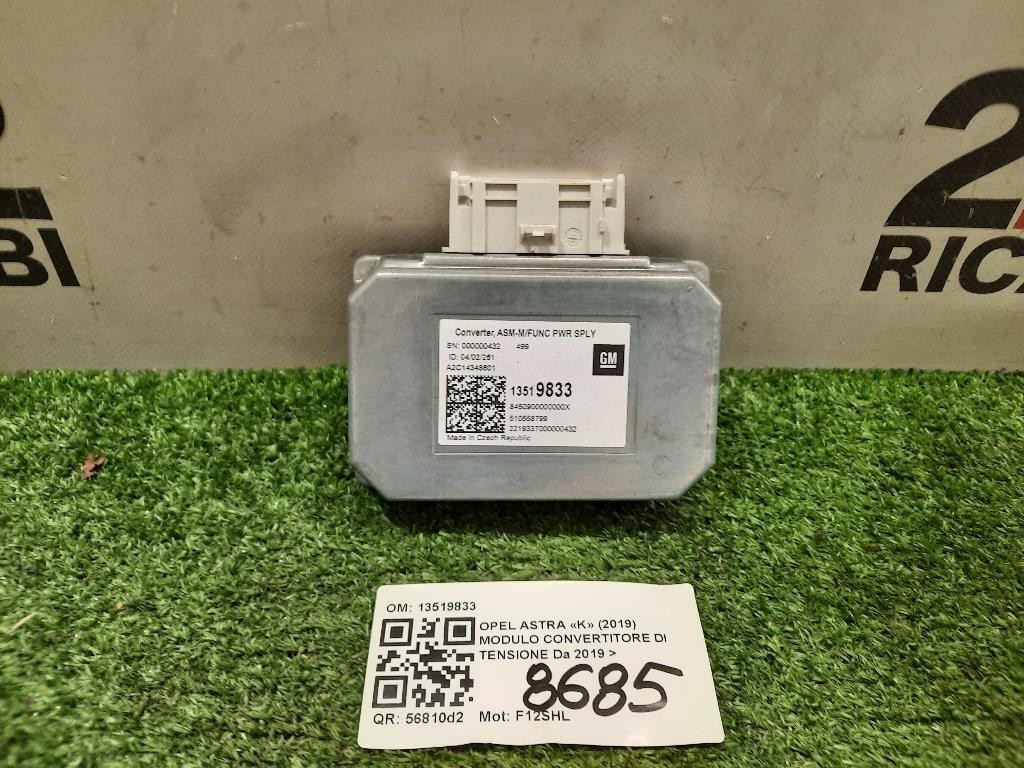 2
RICA
BI
Converter, ASM-M/FUNC PWR SPLY
SN: 000000432 499
ID: 04/02/261
A2C14348601
GM
13519833
8450900000000X
510558799
2219337000000432
Made in Czech Republic
OM: 13519833
OPEL ASTRA «K» (2019)
MODULO CONVERTITORE DI
TENSIONE Da 2019 >
8685
QR: 56810d2 Mot: F12SHL